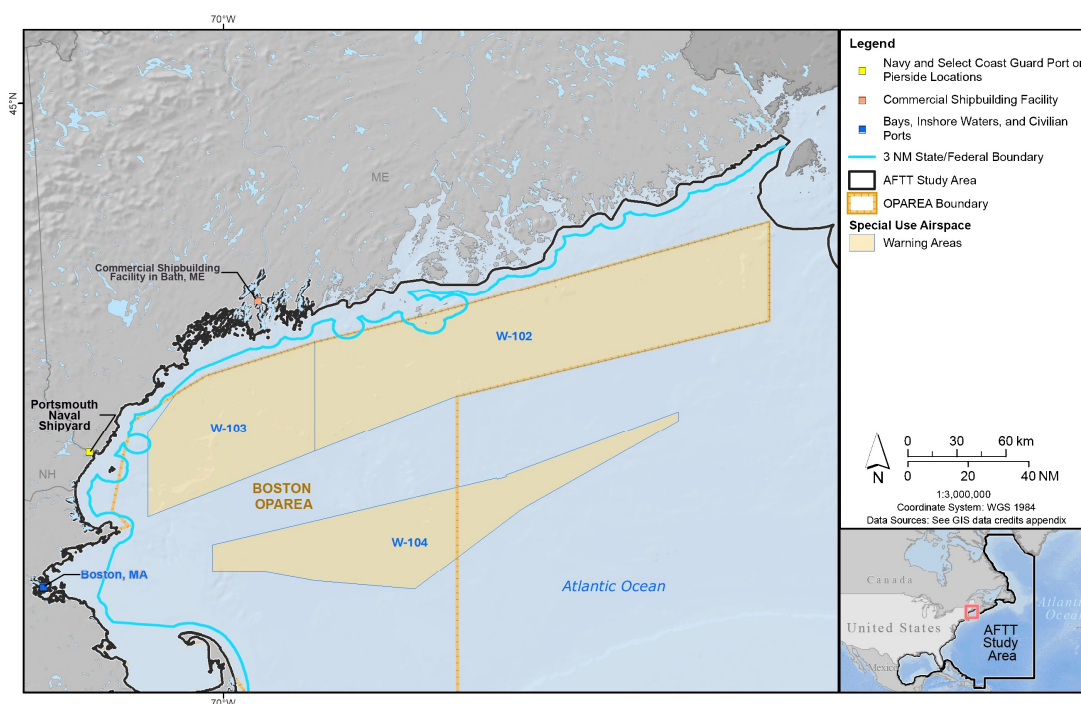 70°W
45°N
ME
Commercial Shipbuilding
Facility in Bath, ME
W-102
Portsmouth
Naval
Shipyard
W-103
NH
BOSTON
OPAREA
W-104
Boston, MA
Atlantic Ocean
70°W
Legend
Navy and Select Coast Guard Port or
Pierside Locations
Commercial Shipbuilding Facility
Bays, Inshore Waters, and Civilian
Ports
3 NM State/Federal Boundary
AFTT Study Area
OPAREA Boundary
Special Use Airspace
Warning Areas
N
0 30 60 km
0 20 40 NM
1:3,000,000
Coordinate System: WGS 1984
Data Sources: See GIS data credits appendix
Canada
United States
Mexico
Atlantic
Ocean
AFTT
Study
Area